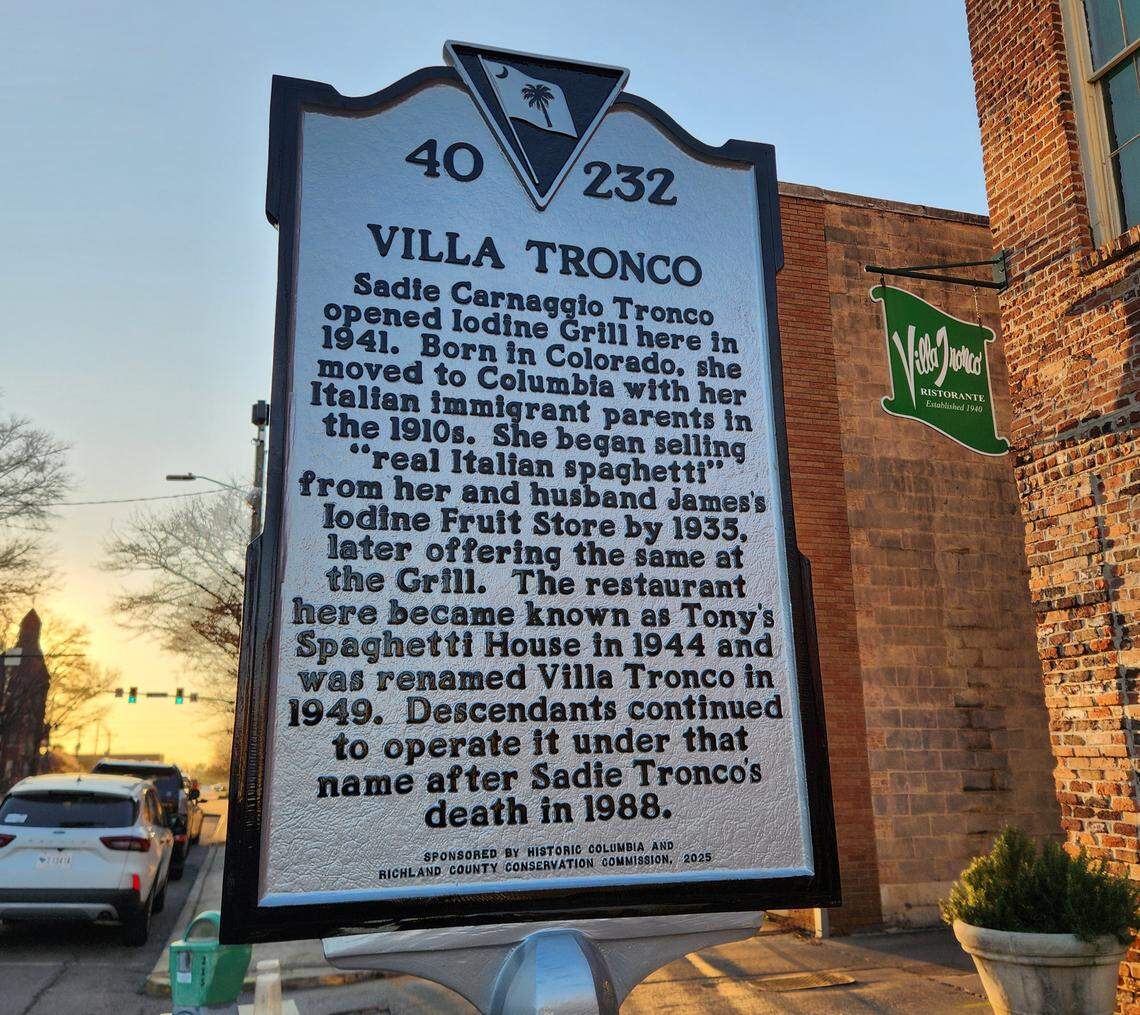 40 232
VILLA TRONCO
Sadie Carnaggio Tronco
opened Iodine Grill here in
1941. Born in Colorado, she
moved to Columbia with her
Italian immigrant parents in
the 1910s. She began selling
"real Italian spaghetti"
from her and husband James's
Iodine Fruit Store by 1935,
later offering the same at
the Grill. The restaurant
here became known as Tony's
Spaghetti House in 1944 and
was renamed Villa Tronco in
1949. Descendants continued
to operate it under that
name after Sadie Tronco's
death in 1988.
SPONSORED BY HISTORIC COLUMBIA AND
RICHLAND COUNTY CONSERVATION COMMISSION, 2025
Villa Tronco
RISTORANTE
Established 1940